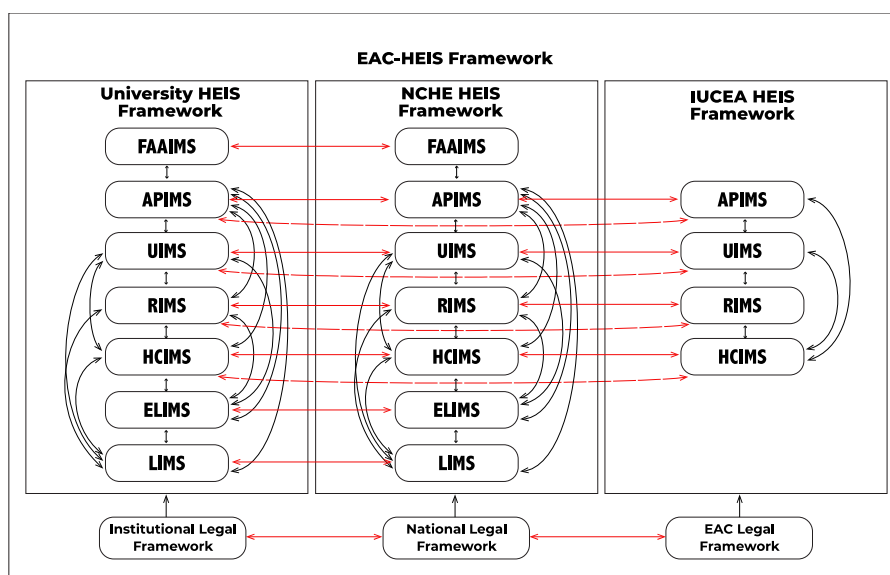 EAC-HEIS Framework
University HEIS
Framework
FAAIMS
APIMS
UIMS
RIMS
HCIMS
ELIMS
LIMS
NCHE HEIS
Framework
FAAIMS
APIMS
UIMS
RIMS
HCIMS
ELIMS
LIMS
IUCEA HEIS
Framework
APIMS
UIMS
RIMS
HCIMS
Institutional Legal
Framework
National Legal
Framework
EAC Legal
Framework